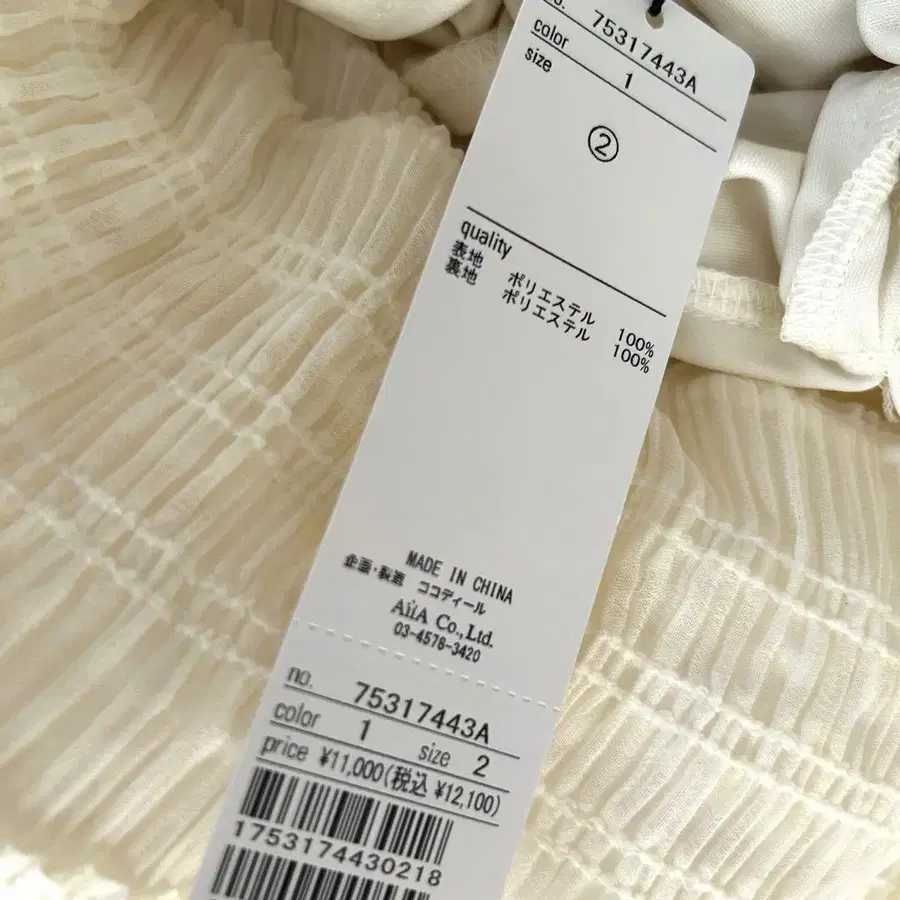 no. 75317443A
color 1
size
②
quality
表地 ポリエステル 100%
裏地 ポリエステル 100%
MADE IN CHINA
企画・製造 ココディール
AiiA Co.,Ltd.
03-4578-3420
no. 75317443A
color 1 size 2
price ¥11,000(税込 ¥12,100)
1753174430218